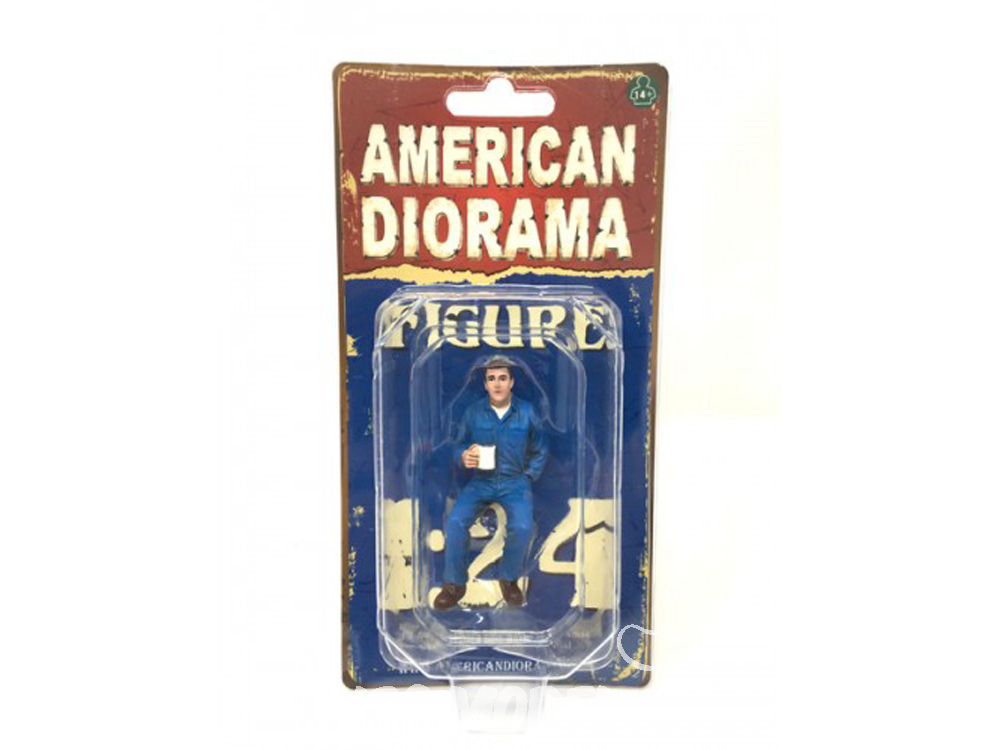 14+
AMERICAN
DIORAMA
FIGURE
1:24